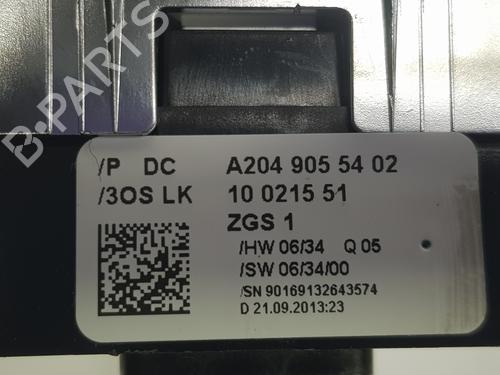 B-PARTS
/P DC A204 905 54 02
/3OS LK 10 0215 51
ZGS 1
/HW 06/34 Q 05
/SW 06/34/00
/SN 90169132643574
D 21.09.2013:23